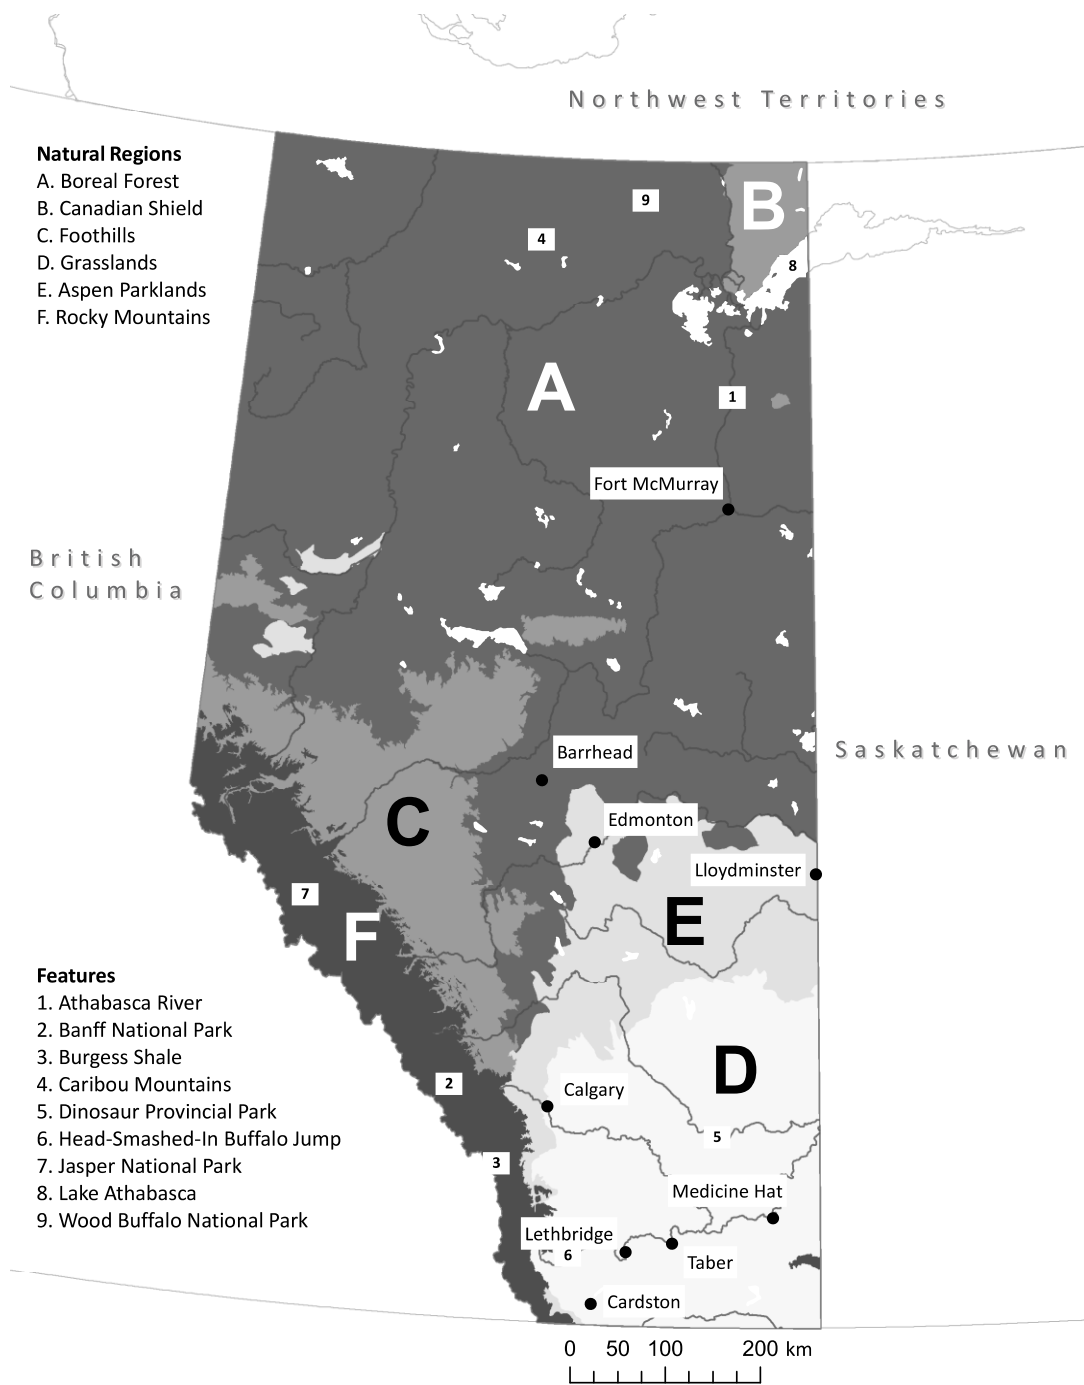 Northwest Territories
Natural Regions
A. Boreal Forest
B. Canadian Shield
C. Foothills
D. Grasslands
E. Aspen Parklands
F. Rocky Mountains
9
B
4
8
A
1
Fort McMurray
British
Columbia
Saskatchewan
Barrhead
C
Edmonton
Lloydminster
7
F
E
Features
1. Athabasca River
2. Banff National Park
3. Burgess Shale
4. Caribou Mountains
5. Dinosaur Provincial Park
6. Head-Smashed-In Buffalo Jump
7. Jasper National Park
8. Lake Athabasca
9. Wood Buffalo National Park
D
2
Calgary
5
3
Medicine Hat
Lethbridge
6
Taber
Cardston
0 50 100 200 km